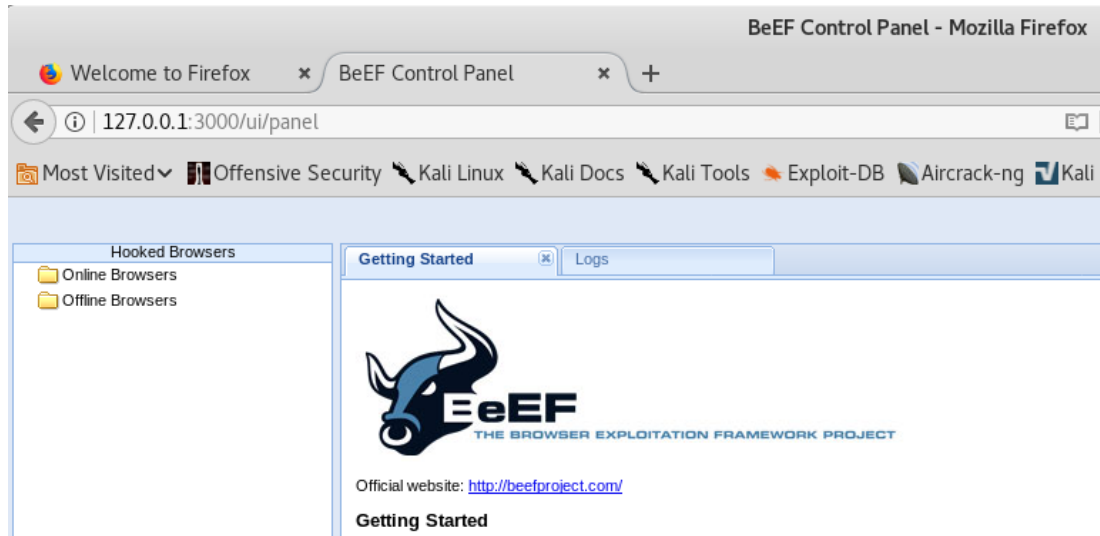 BeEF Control Panel - Mozilla Firefox
Welcome to Firefox BeEF Control Panel
127.0.0.1:3000/ui/panel
Most Visited Offensive Security Kali Linux Kali Docs Kali Tools Exploit-DB Aircrack-ng Kali
Hooked Browsers
Online Browsers
Offline Browsers
Getting Started Logs
BeEF
THE BROWSER EXPLOITATION FRAMEWORK PROJECT
Official website: http://beefproject.com/
Getting Started